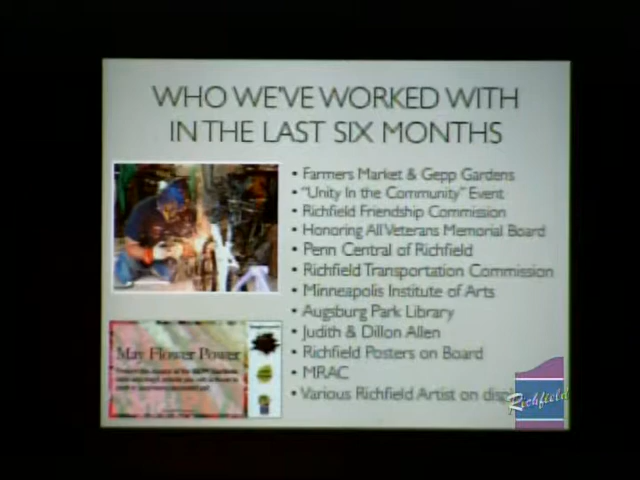 WHO WE'VE WORKED WITH
IN THE LAST SIX MONTHS
• Farmers Market & Gepp Gardens
• "Unity In the Community" Event
• Richfield Friendship Commission
• Honoring All Veterans Memorial Board
• Penn Central of Richfield
• Richfield Transportation Commission
• Minneapolis Institute of Arts
• Augsburg Park Library
• Judith & Dillon Allen
• Richfield Posters on Board
• MRAC
• Various Richfield Artist on disp
May Flower Power
Richfield